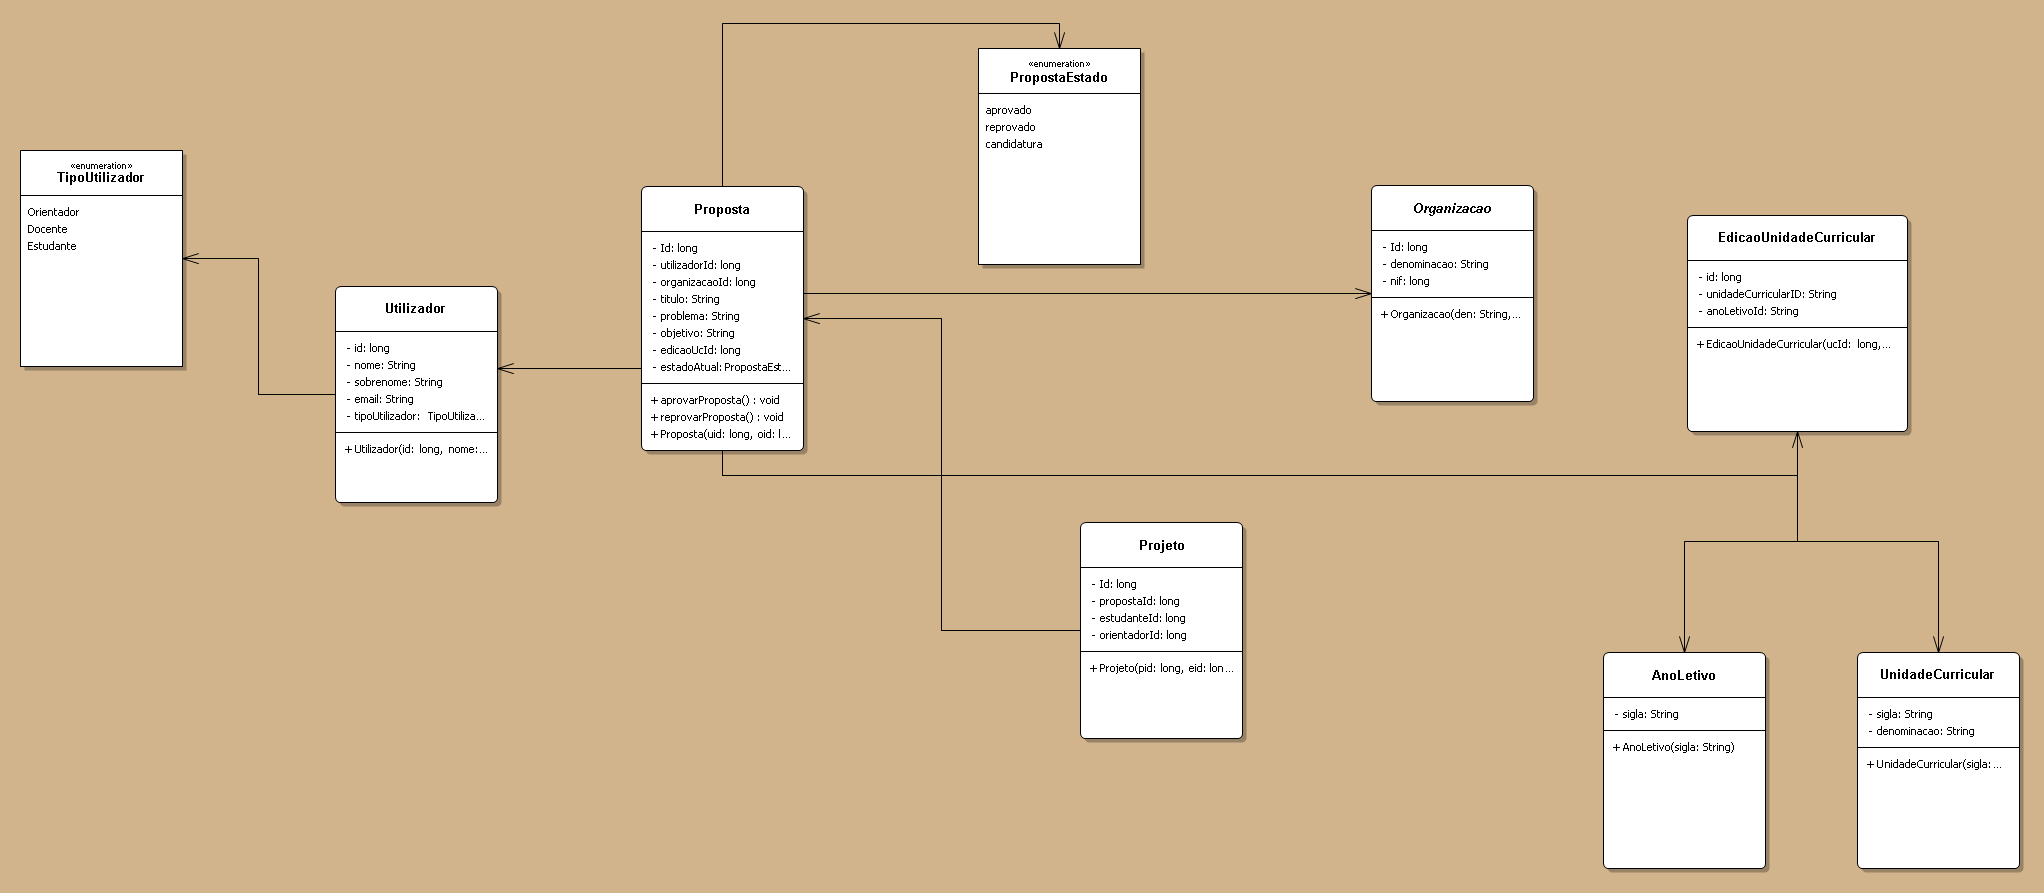 «enumeration»
PropostaEstado
aprovado
reprovado
candidatura
«enumeration»
TipoUtilizador
Orientador
Docente
Estudante
Utilizador
- id: long
- nome: String
- sobrenome: String
- email: String
- tipoUtilizador: TipoUtiliza...
+ Utilizador(id: long, nome:...
Proposta
- Id: long
- utilizadorId: long
- organizacaoId: long
- titulo: String
- problema: String
- objetivo: String
- edicaoUcId: long
- estadoAtual: PropostaEst...
+ aprovarProposta() : void
+ reprovarProposta() : void
+ Proposta(uid: long, oid: l...
Organizacao
- Id: long
- denominacao: String
- nif: long
+ Organizacao(den: String,...
EdicaoUnidadeCurricular
- id: long
- unidadeCurricularID: String
- anoLetivoId: String
+ EdicaoUnidadeCurricular(ucId: long,...
Projeto
- Id: long
- propostaId: long
- estudanteId: long
- orientadorId: long
+ Projeto(pid: long, eid: lon...
AnoLetivo
- sigla: String
+ AnoLetivo(sigla: String)
UnidadeCurricular
- sigla: String
- denominacao: String
+ UnidadeCurricular(sigla:...